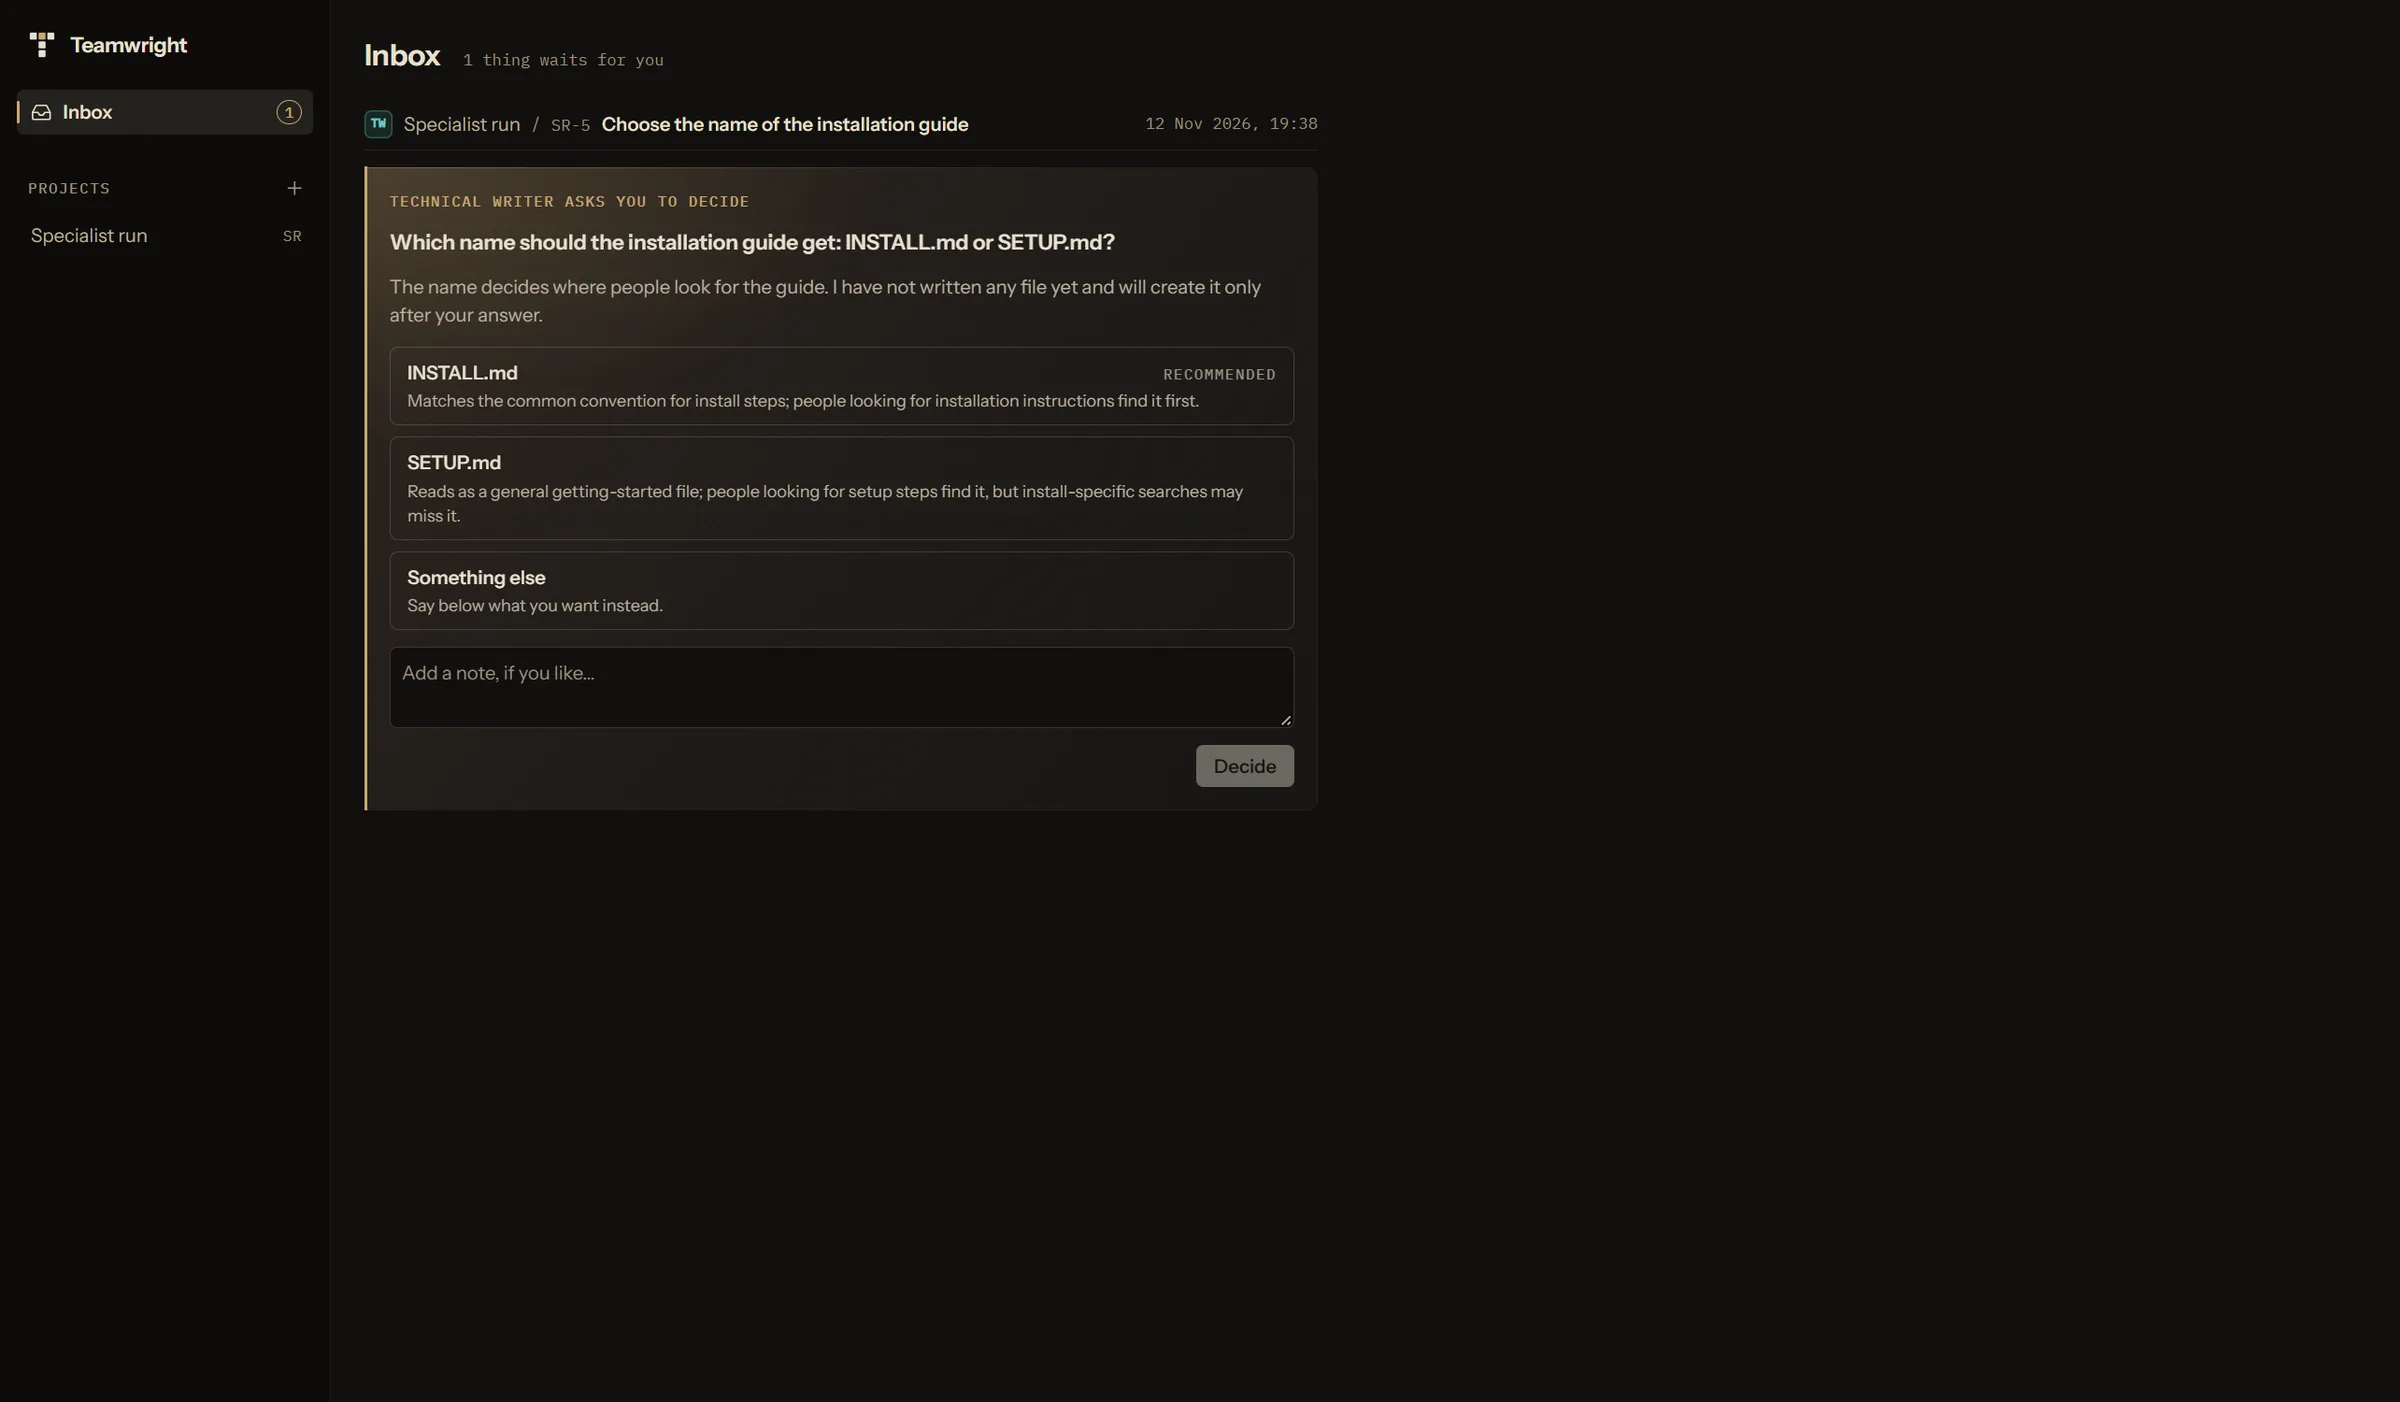 Teamwright
Inbox
1
PROJECTS
Specialist run
SR
Inbox
1 thing waits for you
TW
Specialist run / SR-5 Choose the name of the installation guide
12 Nov 2026, 19:38
TECHNICAL WRITER ASKS YOU TO DECIDE
Which name should the installation guide get: INSTALL.md or SETUP.md?
The name decides where people look for the guide. I have not written any file yet and will create it only
after your answer.
INSTALL.md
RECOMMENDED
Matches the common convention for install steps; people looking for installation instructions find it first.
SETUP.md
Reads as a general getting-started file; people looking for setup steps find it, but install-specific searches may
miss it.
Something else
Say below what you want instead.
Add a note, if you like...
Decide